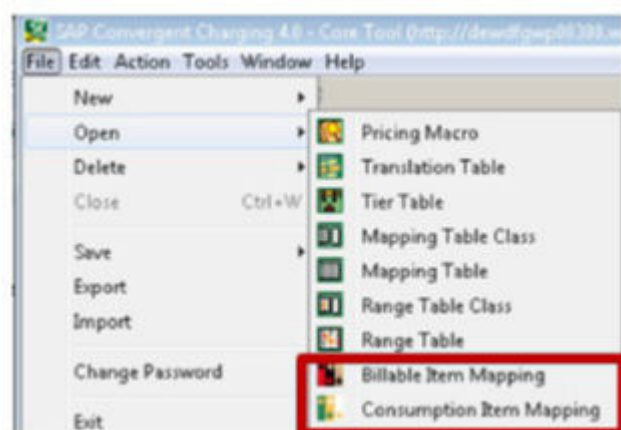 SAP Convergent Charging 4.0 - Core Tool (http://dewdfgwp00308.w
File Edit Action Tools Window Help
New
Open
Delete
Close Ctrl+W
Save
Export
Import
Change Password
Exit
Pricing Macro
Translation Table
Tier Table
Mapping Table Class
Mapping Table
Range Table Class
Range Table
Billable Item Mapping
Consumption Item Mapping